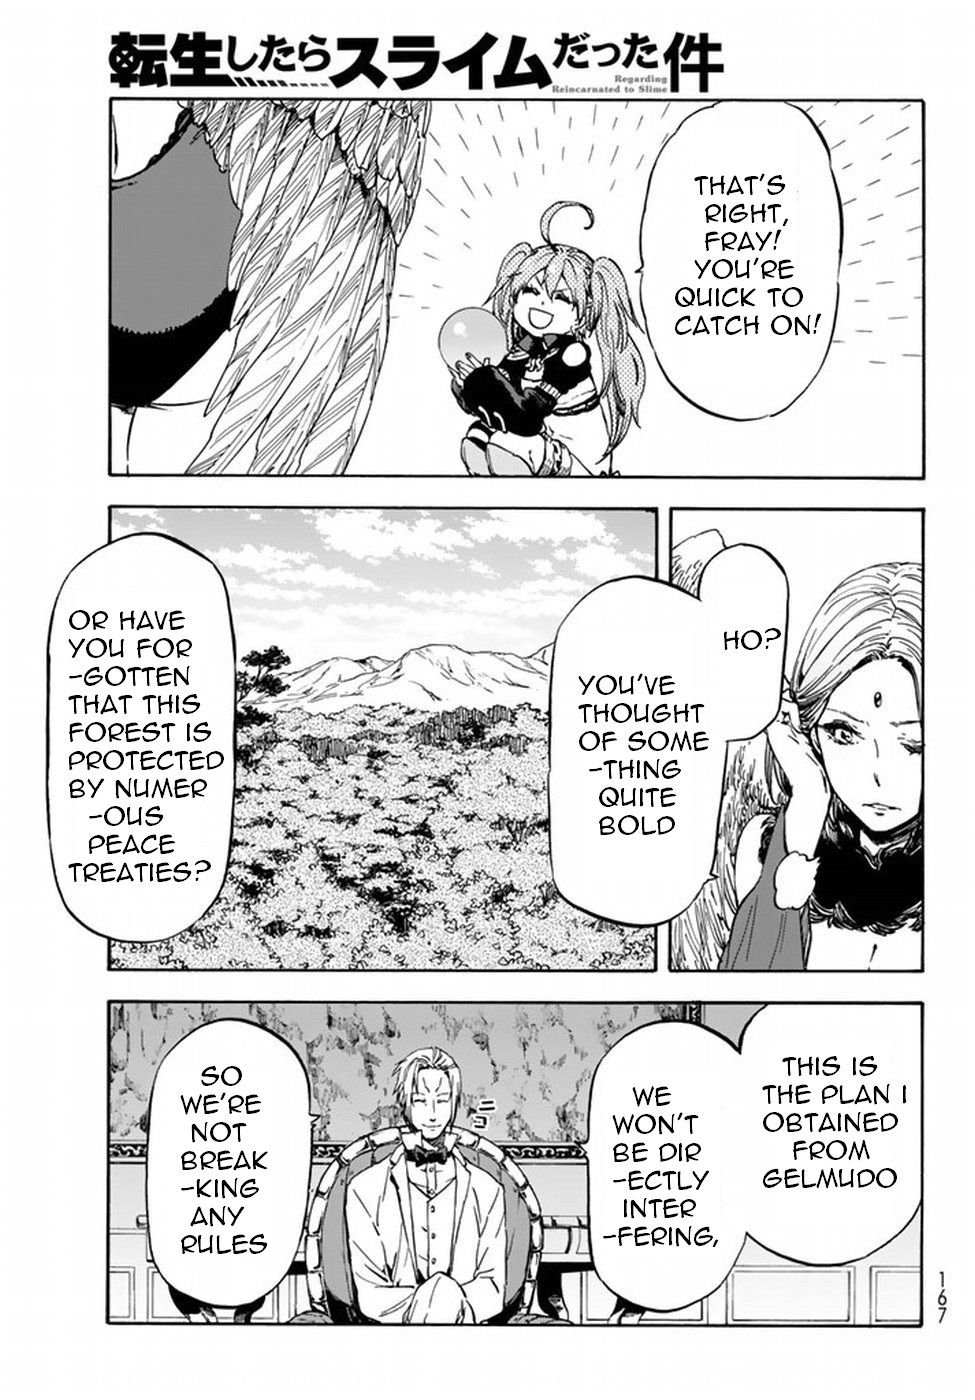 転生したらスライムだった件
Regarding
Reincarnated to Slime
THAT'S
RIGHT,
FRAY!
YOU'RE
QUICK TO
CATCH ON!
HO?
YOU'VE
THOUGHT
OF SOME
-THING
QUITE
BOLD
OR HAVE
YOU FOR
-GOTTEN
THAT THIS
FOREST IS
PROTECTED
BY NUMER
-OUS
PEACE
TREATIES?
THIS IS
THE PLAN I
OBTAINED
FROM
GELMUDO
WE
WON'T
BE DIR
-ECTLY
INTER
-FERING,
ニコ
SO
WE'RE
NOT
BREAK
-KING
ANY
RULES
167